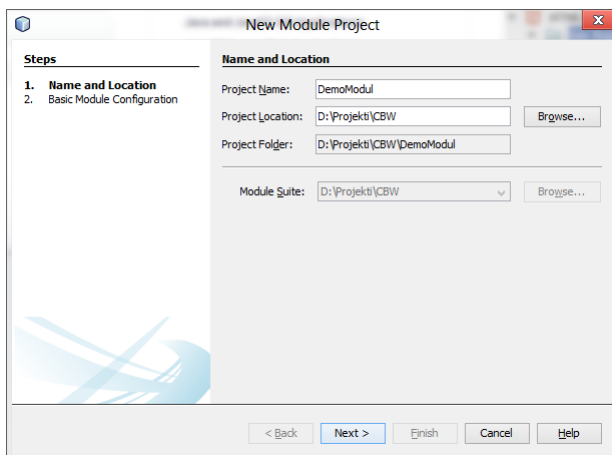 New Module Project
Steps
1. Name and Location
2. Basic Module Configuration
Name and Location
Project Name: DemoModul
Project Location: D:\Projekti\CBW Browse...
Project Folder: D:\Projekti\CBW\DemoModul
Module Suite: D:\Projekti\CBW Browse...
< Back Next > Finish Cancel Help